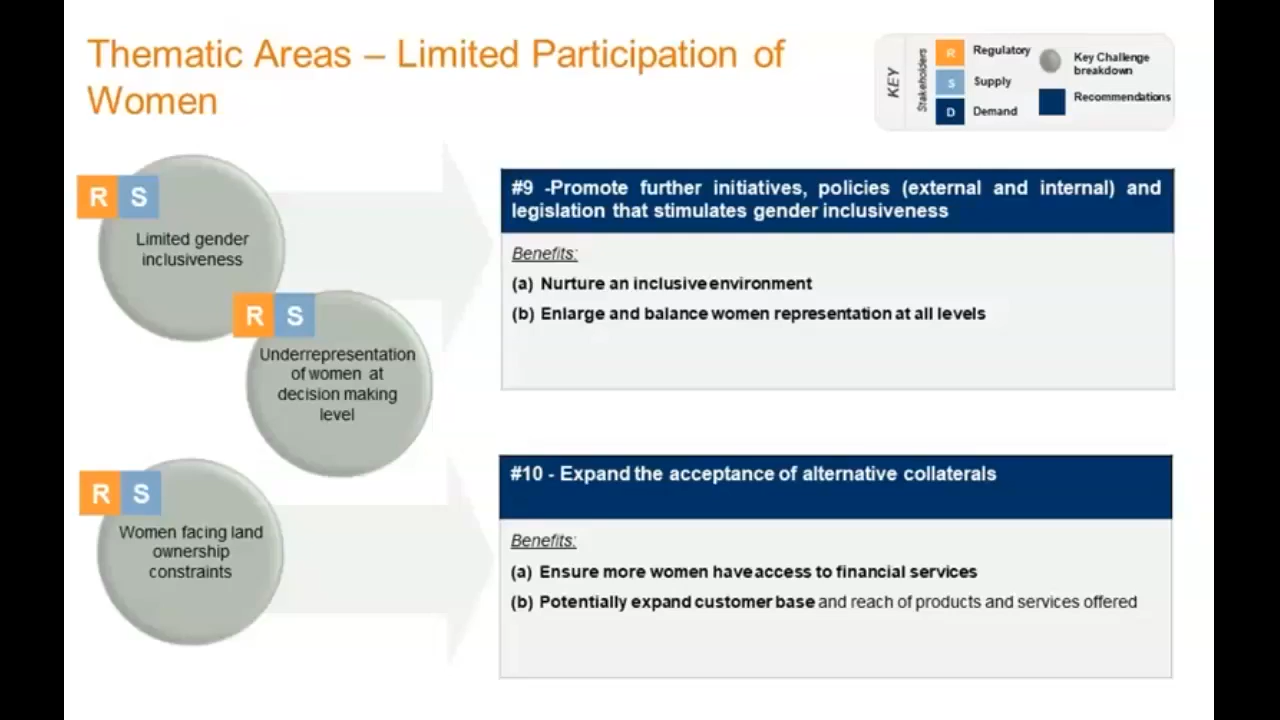 Thematic Areas – Limited Participation of
Women
KEY
Stakeholders
R Regulatory
S Supply
D Demand
Key Challenge
breakdown
Recommendations
R S
Limited gender
inclusiveness
R S
Underrepresentation
of women at
decision making
level
#9 -Promote further initiatives, policies (external and internal) and
legislation that stimulates gender inclusiveness
Benefits:
(a) Nurture an inclusive environment
(b) Enlarge and balance women representation at all levels
R S
Women facing land
ownership
constraints
#10 - Expand the acceptance of alternative collaterals
Benefits:
(a) Ensure more women have access to financial services
(b) Potentially expand customer base and reach of products and services offered